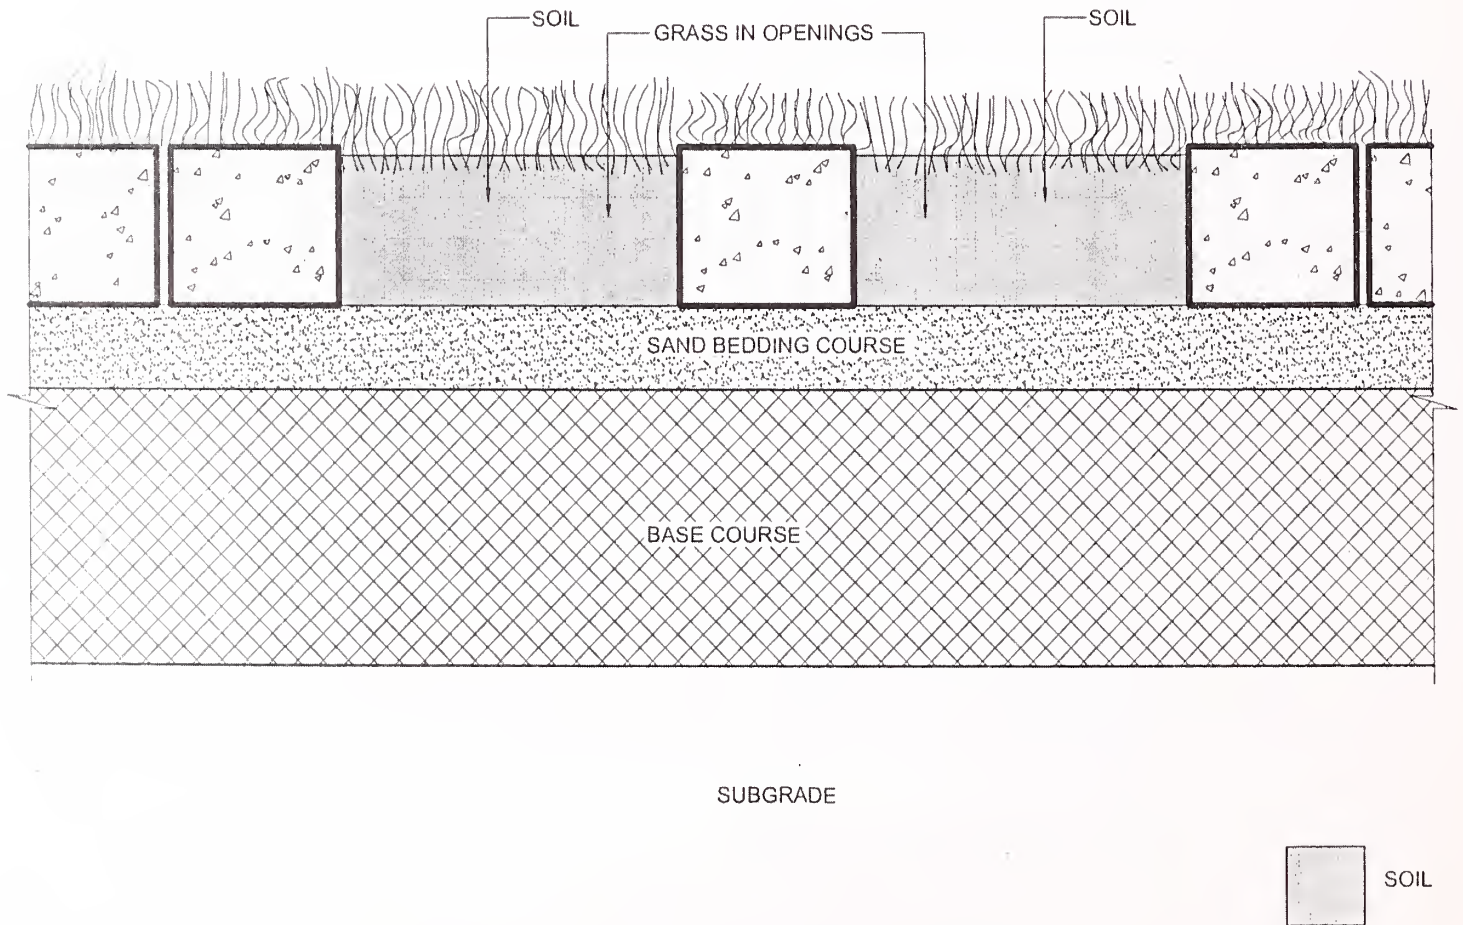 SOIL
SOIL
GRASS IN OPENINGS
SAND BEDDING COURSE
BASE COURSE
SUBGRADE
SOIL